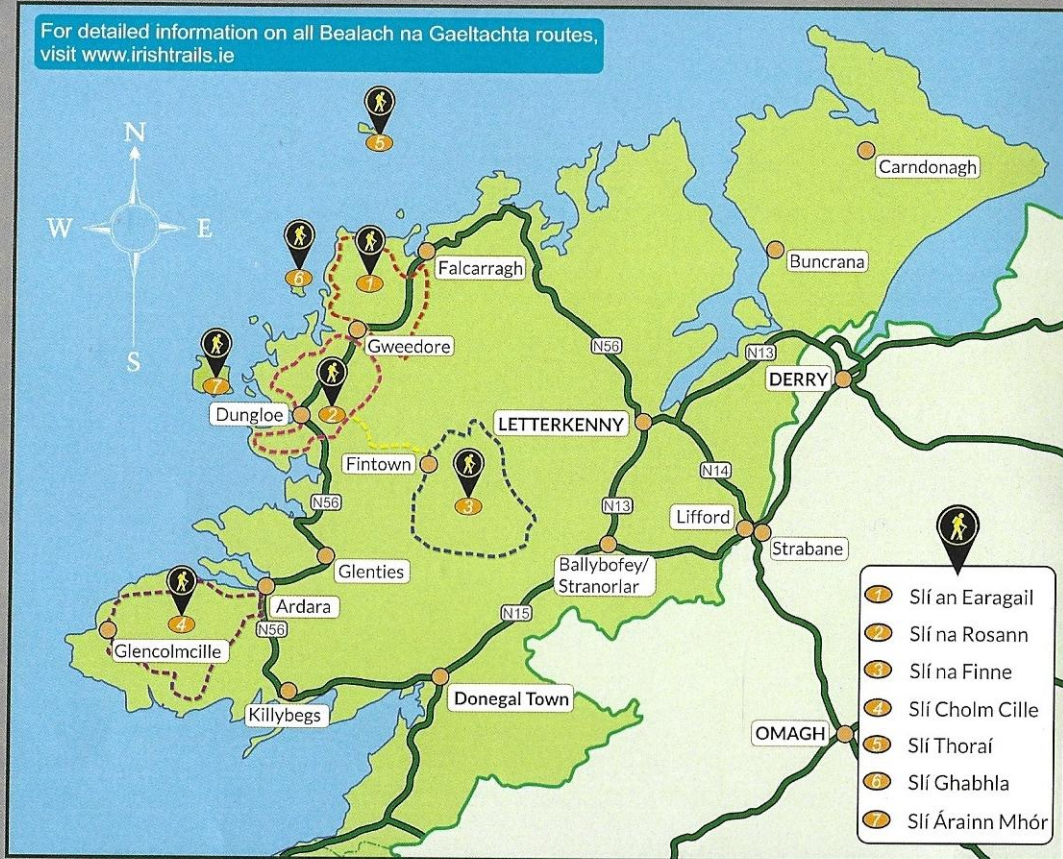 For detailed information on all Bealach na Gaeltachta routes,
visit www.irishtrails.ie
N
W
E
S
5
Carndonagh
Buncrana
6
1
Falcarragh
Gweedore
7
2
Dungloe
N56
N13
DERRY
LETTERKENNY
Fintown
3
N14
N56
N13
Lifford
Strabane
Glenties
Ballybofey/
Stranorlar
Ardara
4
N56
Glencolmcille
N15
Killybegs
Donegal Town
OMAGH
1 Slí an Earagail
2 Slí na Rosann
3 Slí na Finne
4 Slí Cholm Cille
5 Slí Thoraí
6 Slí Ghabhla
7 Slí Árainn Mhór